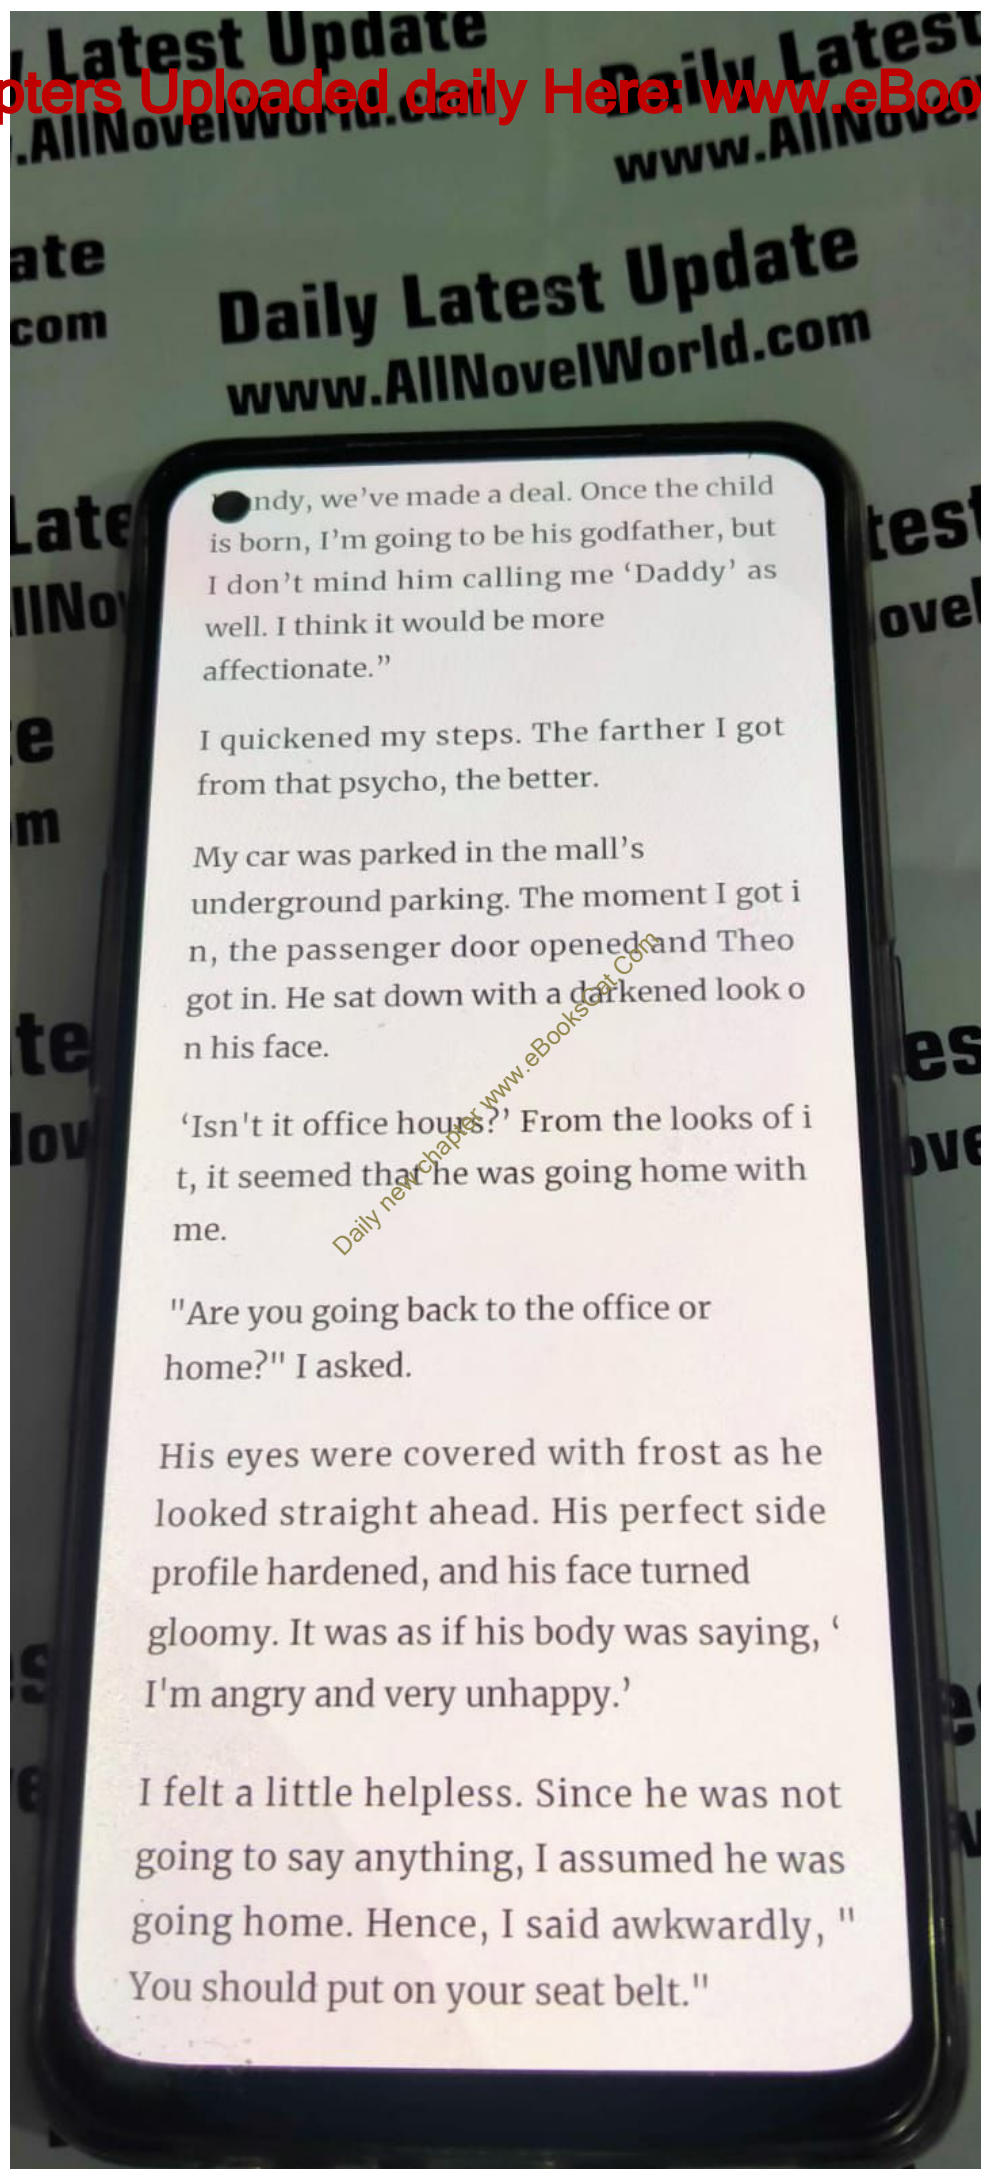 Latest Update
Daily Latest
pters Uploaded daily Here: www.eBoo
.AllNovelWorld.com
www.AllNovel
ate
com
Daily Latest Update
www.AllNovelWorld.com
ndy, we’ve made a deal. Once the child
is born, I’m going to be his godfather, but
I don’t mind him calling me ‘Daddy’ as
well. I think it would be more
affectionate.”
I quickened my steps. The farther I got
from that psycho, the better.
My car was parked in the mall’s
underground parking. The moment I got i
n, the passenger door opened and Theo
got in. He sat down with a darkened look o
n his face.
‘Isn't it office hours?’ From the looks of i
t, it seemed that he was going home with
me.
Daily new chapter www.eBooksCat.Com
"Are you going back to the office or
home?" I asked.
His eyes were covered with frost as he
looked straight ahead. His perfect side
profile hardened, and his face turned
gloomy. It was as if his body was saying, ‘
I'm angry and very unhappy.’
I felt a little helpless. Since he was not
going to say anything, I assumed he was
going home. Hence, I said awkwardly, "
You should put on your seat belt."